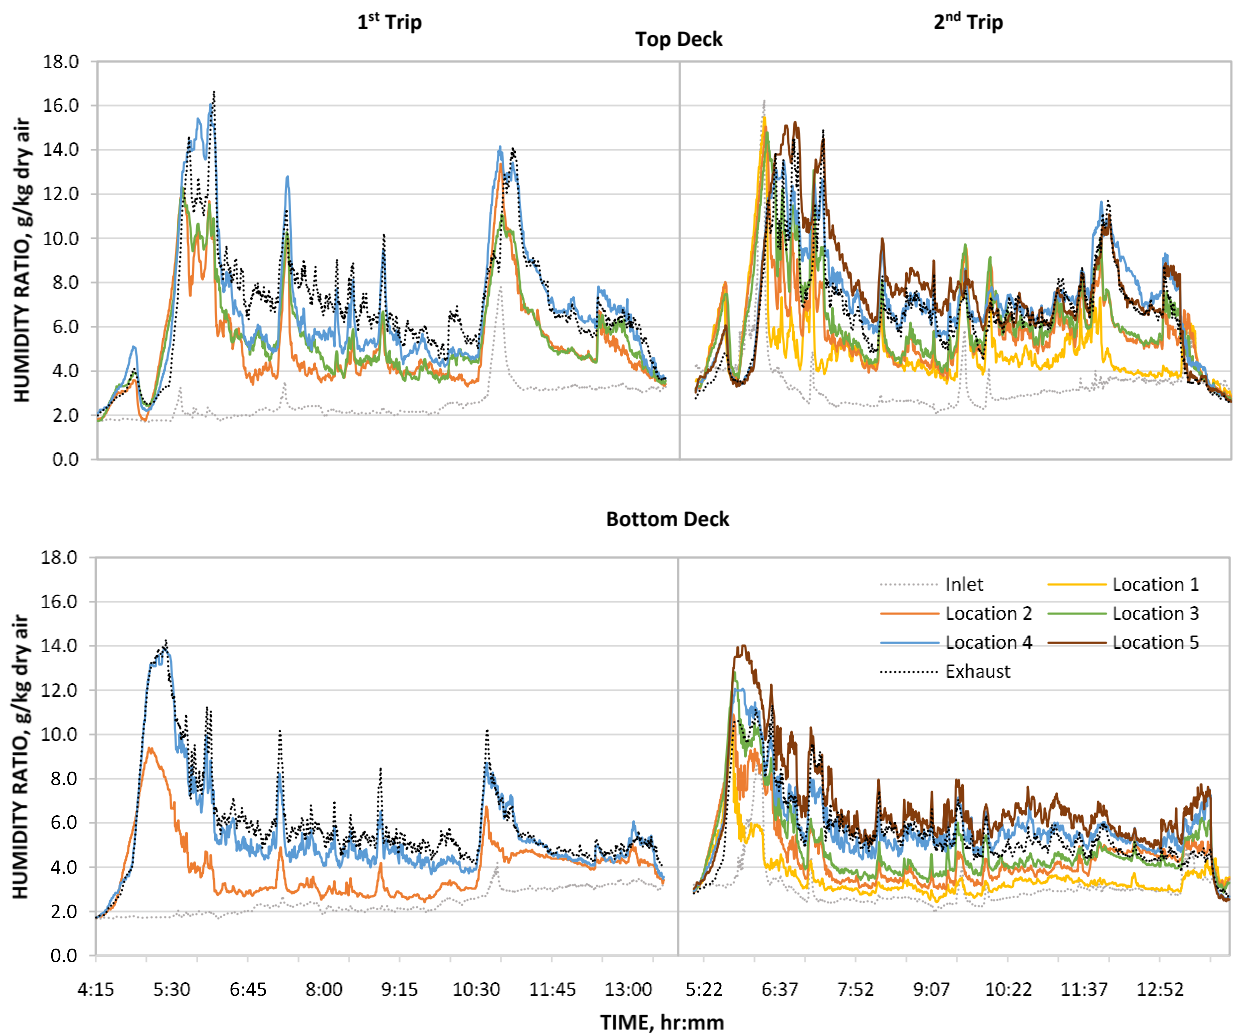 1st Trip
2nd Trip
Top Deck
HUMIDITY RATIO, g/kg dry air
18.0
16.0
14.0
12.0
10.0
8.0
6.0
4.0
2.0
0.0
Bottom Deck
HUMIDITY RATIO, g/kg dry air
18.0
16.0
14.0
12.0
10.0
8.0
6.0
4.0
2.0
0.0
Inlet Location 1
Location 2 Location 3
Location 4 Location 5
Exhaust
4:15 5:30 6:45 8:00 9:15 10:30 11:45 13:00 5:22 6:37 7:52 9:07 10:22 11:37 12:52
TIME, hr:mm